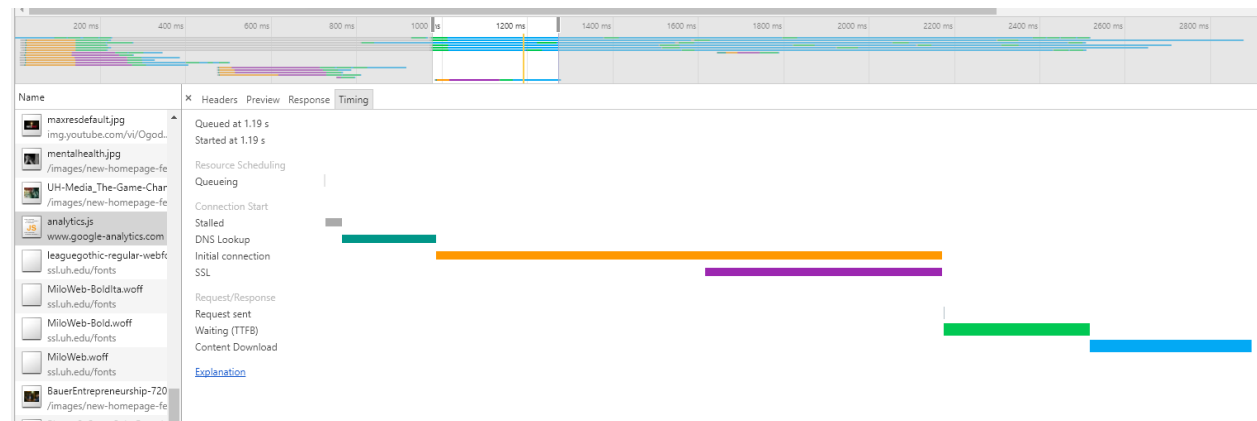 200 ms 400 ms 600 ms 800 ms 1000 ms 1200 ms 1400 ms 1600 ms 1800 ms 2000 ms 2200 ms 2400 ms 2600 ms 2800 ms
Name
× Headers Preview Response Timing
maxresdefault.jpg
img.youtube.com/vi/Ogod..
mentalhealth.jpg
/images/new-homepage-fe
UH-Media_The-Game-Chan
/images/new-homepage-fe
JS
analytics.js
www.google-analytics.com
leaguegothic-regular-webfo
ssl.uh.edu/fonts
MiloWeb-BoldIta.woff
ssl.uh.edu/fonts
MiloWeb-Bold.woff
ssl.uh.edu/fonts
MiloWeb.woff
ssl.uh.edu/fonts
BauerEntrepreneurship-720
/images/new-homepage-fe
Queued at 1.19 s
Started at 1.19 s
Resource Scheduling
Queueing
Connection Start
Stalled
DNS Lookup
Initial connection
SSL
Request/Response
Request sent
Waiting (TTFB)
Content Download
Explanation